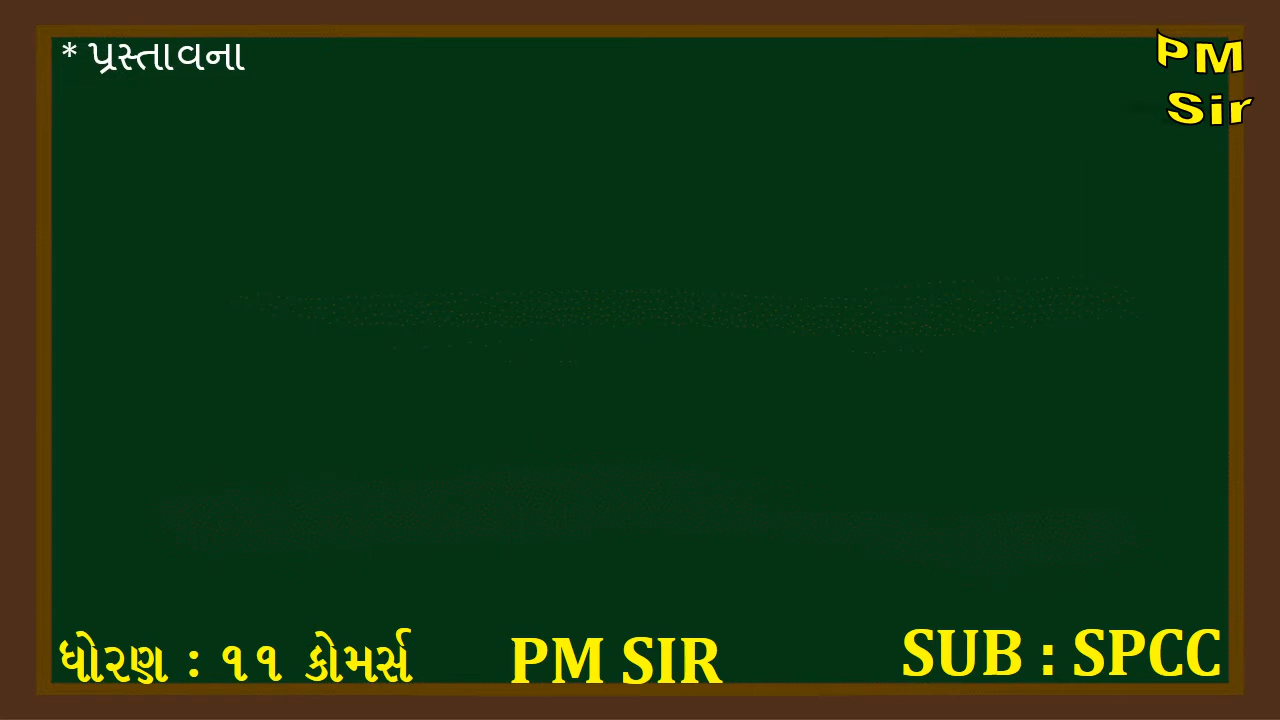 * પ્રસ્તાવના
PM
Sir
ધોરણ : ૧૧ કોમર્સ
PM SIR
SUB : SPCC